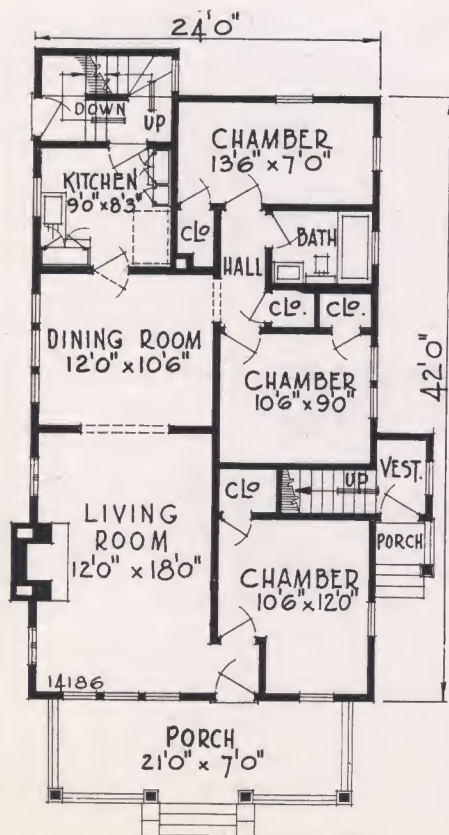 24'0"
DOWN
UP
CHAMBER
13'6" x 7'0"
KITCHEN
9'0" x 8'3"
CLO
HALL
BATH
CLO.
CLO.
DINING ROOM
12'0" x 10'6"
CHAMBER
10'6" x 9'0"
42'0"
CLO
UP
VEST.
LIVING
ROOM
12'0" x 18'0"
PORCH
CHAMBER
10'6" x 12'0"
14186
PORCH
21'0" x 7'0"